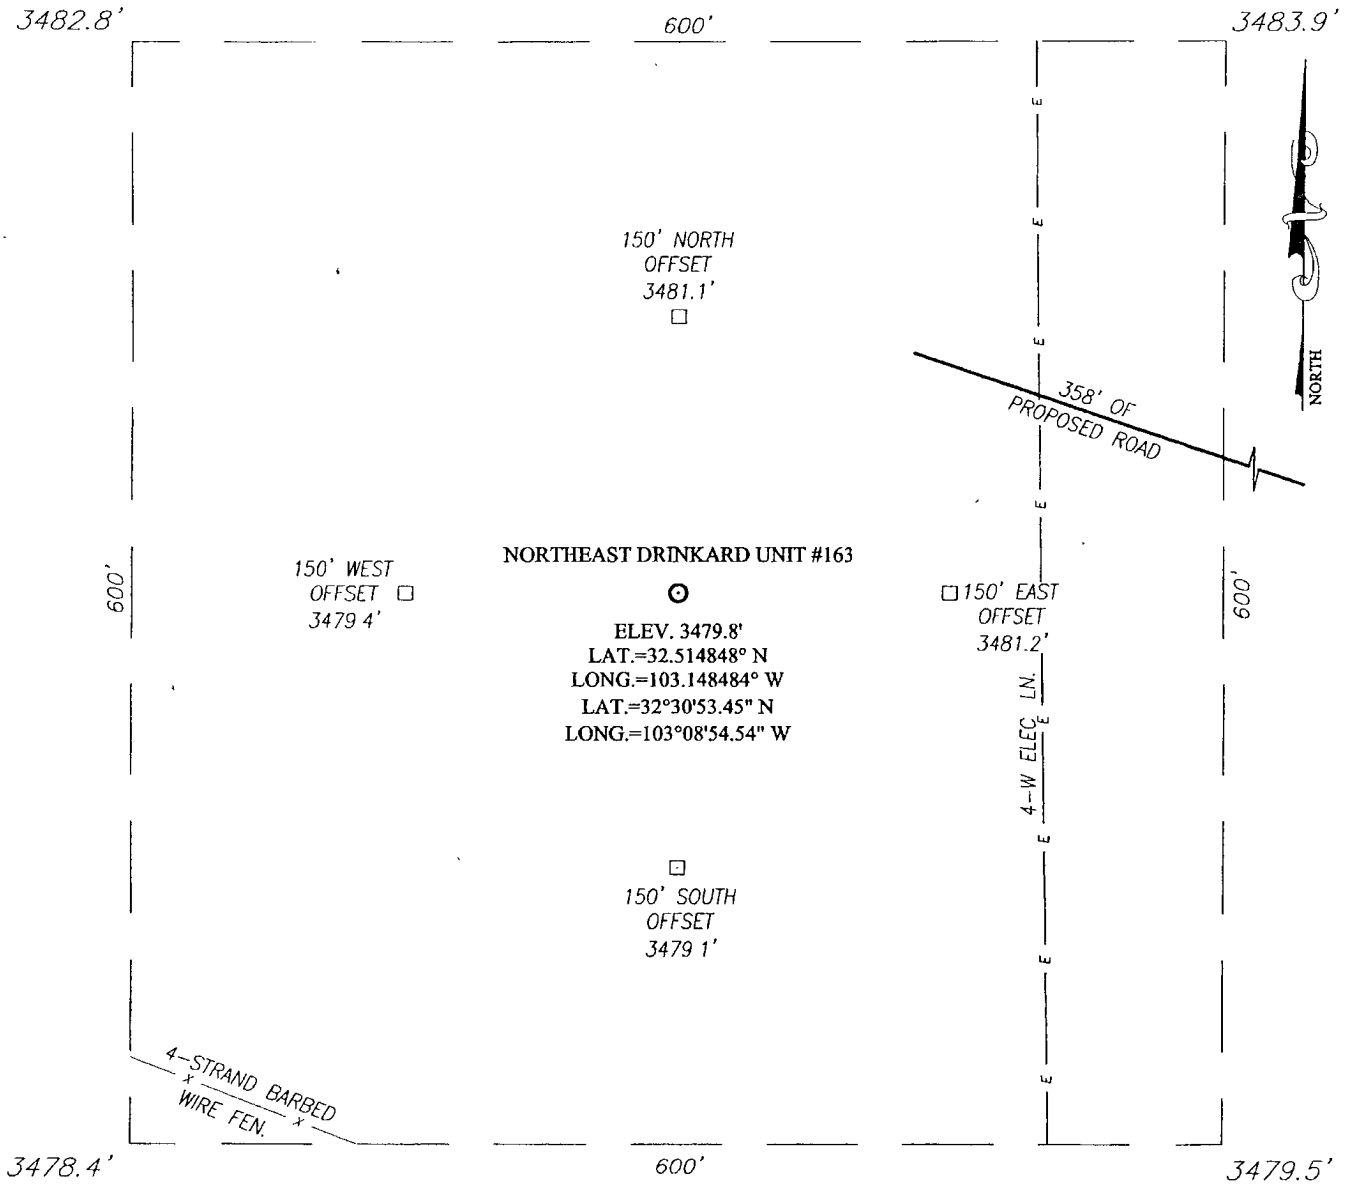 3482.8'
600'
3483.9'
E
E
150' NORTH
OFFSET
3481.1'
E
NORTH
358' OF
PROPOSED ROAD
E
NORTHEAST DRINKARD UNIT #163
600'
150' WEST
OFFSET
3479 4'
150' EAST
OFFSET
3481.2'
600'
ELEV. 3479.8'
LAT.=32.514848° N
LONG.=103.148484° W
LAT.=32°30'53.45" N
LONG.=103°08'54.54" W
4-W ELEC LN.
E
E
150' SOUTH
OFFSET
3479 1'
E
E
4-STRAND BARBED
x
x
WIRE FEN.
3478.4'
600'
3479.5'